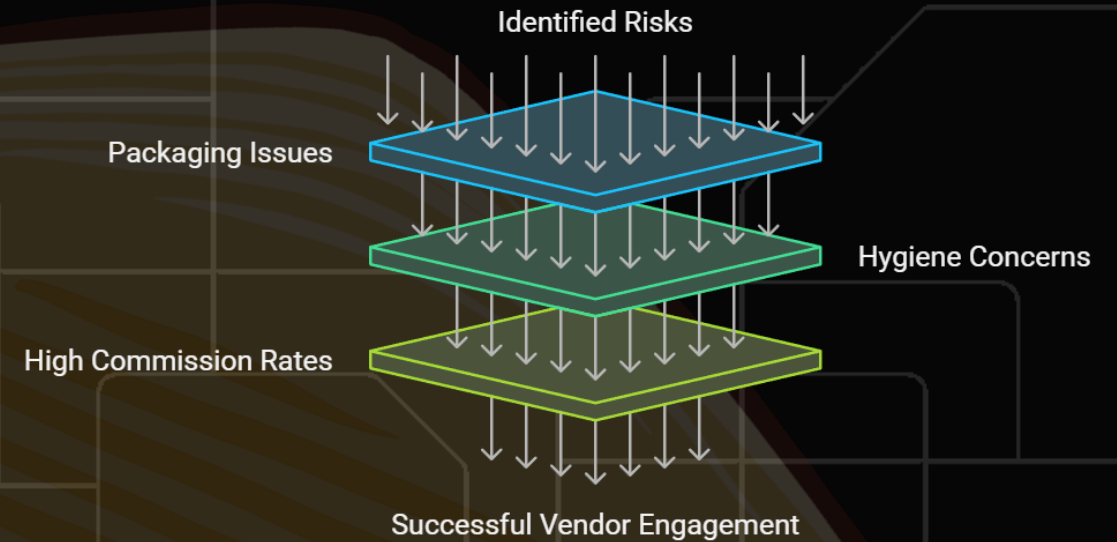 Identified Risks
Packaging Issues
Hygiene Concerns
High Commission Rates
Successful Vendor Engagement